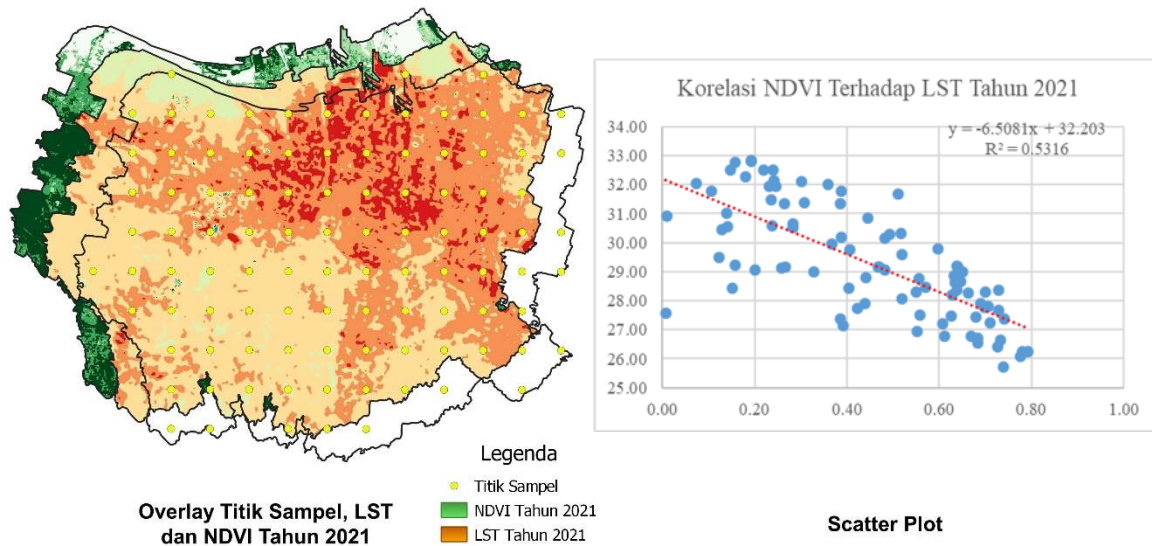 Korelasi NDVI Terhadap LST Tahun 2021
y = -6.5081x + 32.203
R² = 0.5316
34.00
33.00
32.00
31.00
30.00
29.00
28.00
27.00
26.00
25.00
0.00 0.20 0.40 0.60 0.80 1.00
Legenda
Titik Sampel
NDVI Tahun 2021
LST Tahun 2021
Overlay Titik Sampel, LST
dan NDVI Tahun 2021
Scatter Plot